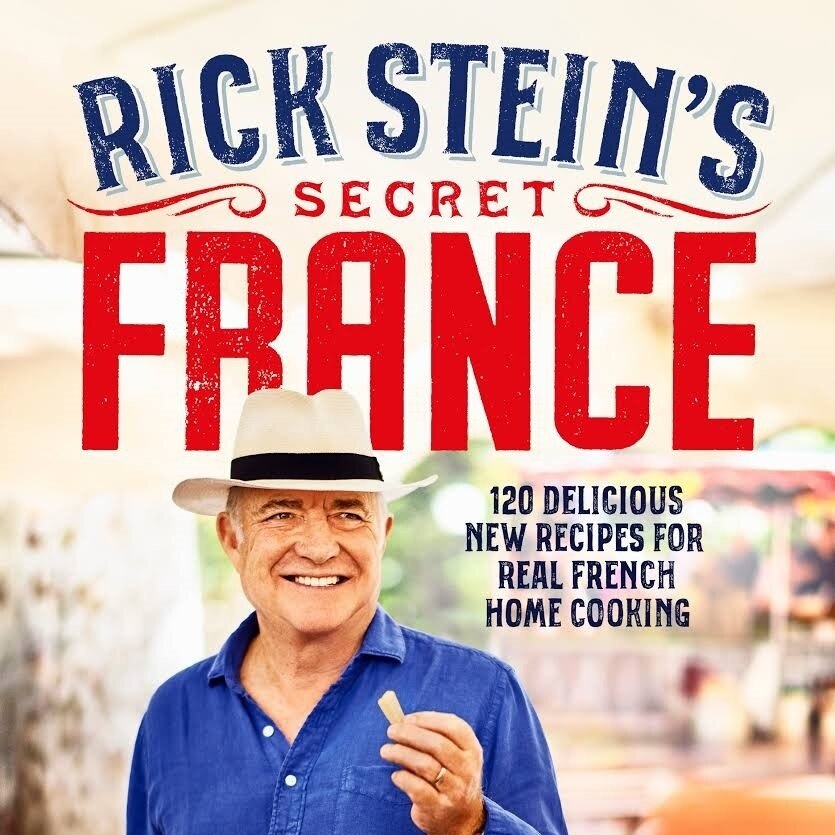 RICK STEIN'S
SECRET
FRANCE
120 DELICIOUS
NEW RECIPES FOR
REAL FRENCH
HOME COOKING